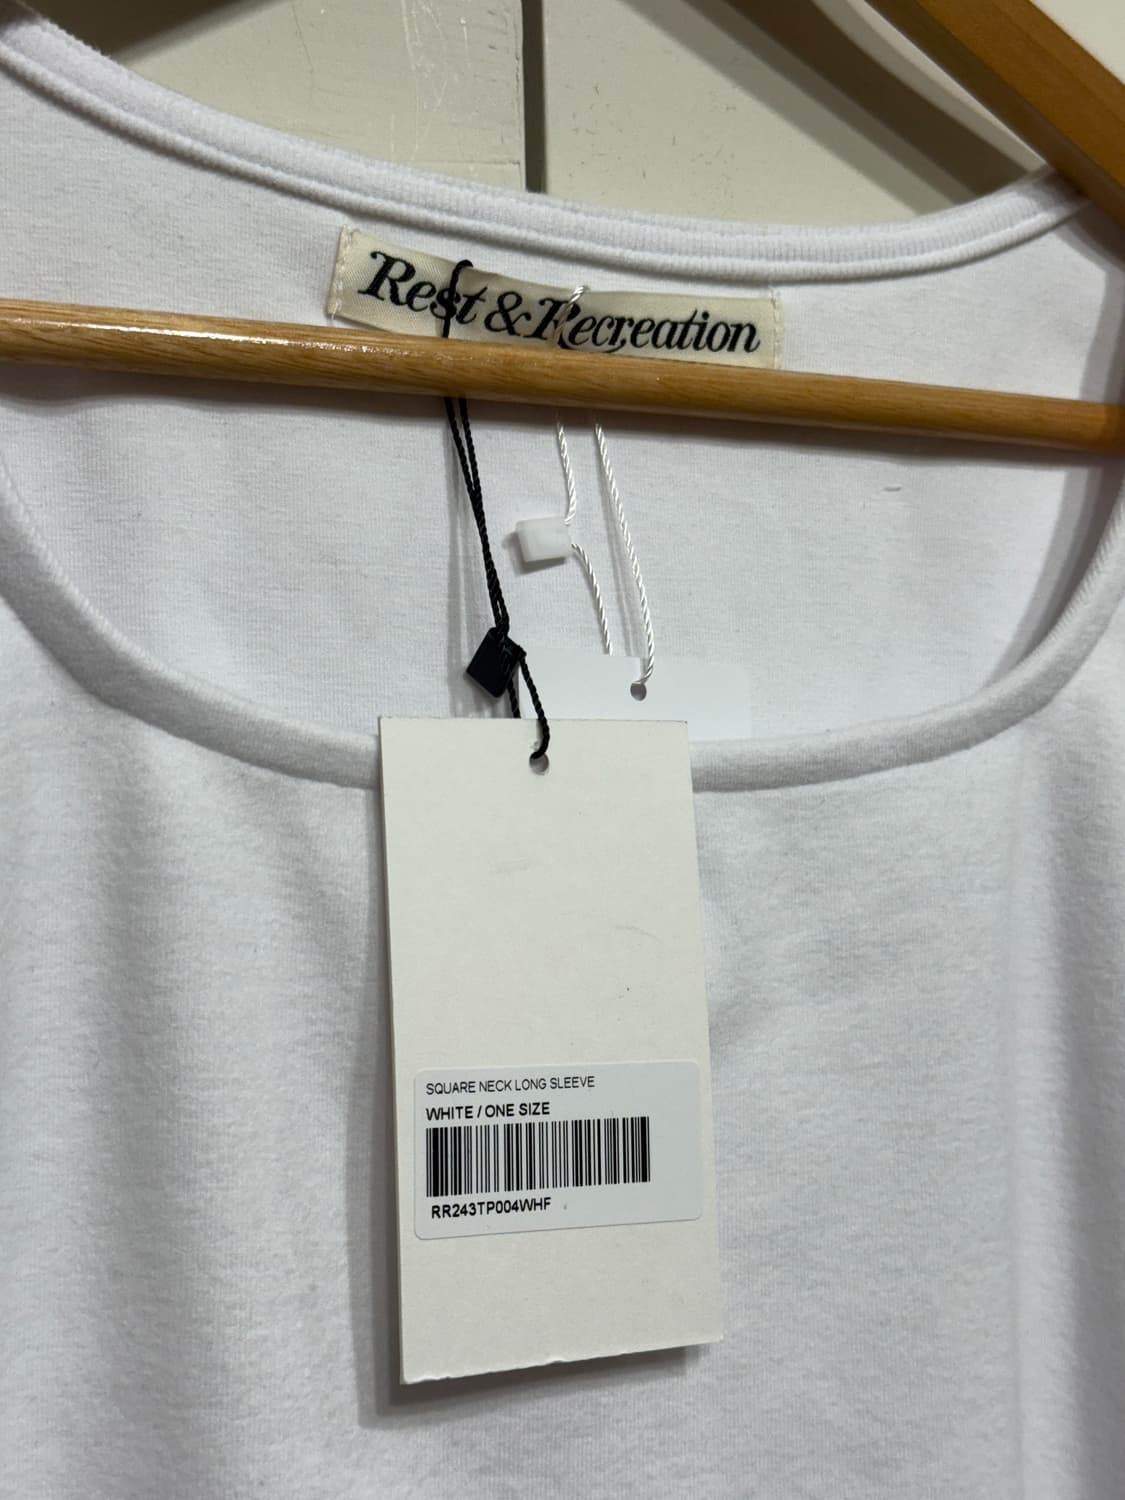 Rest & Recreation
SQUARE NECK LONG SLEEVE
WHITE / ONE SIZE
RR243TP004WHF